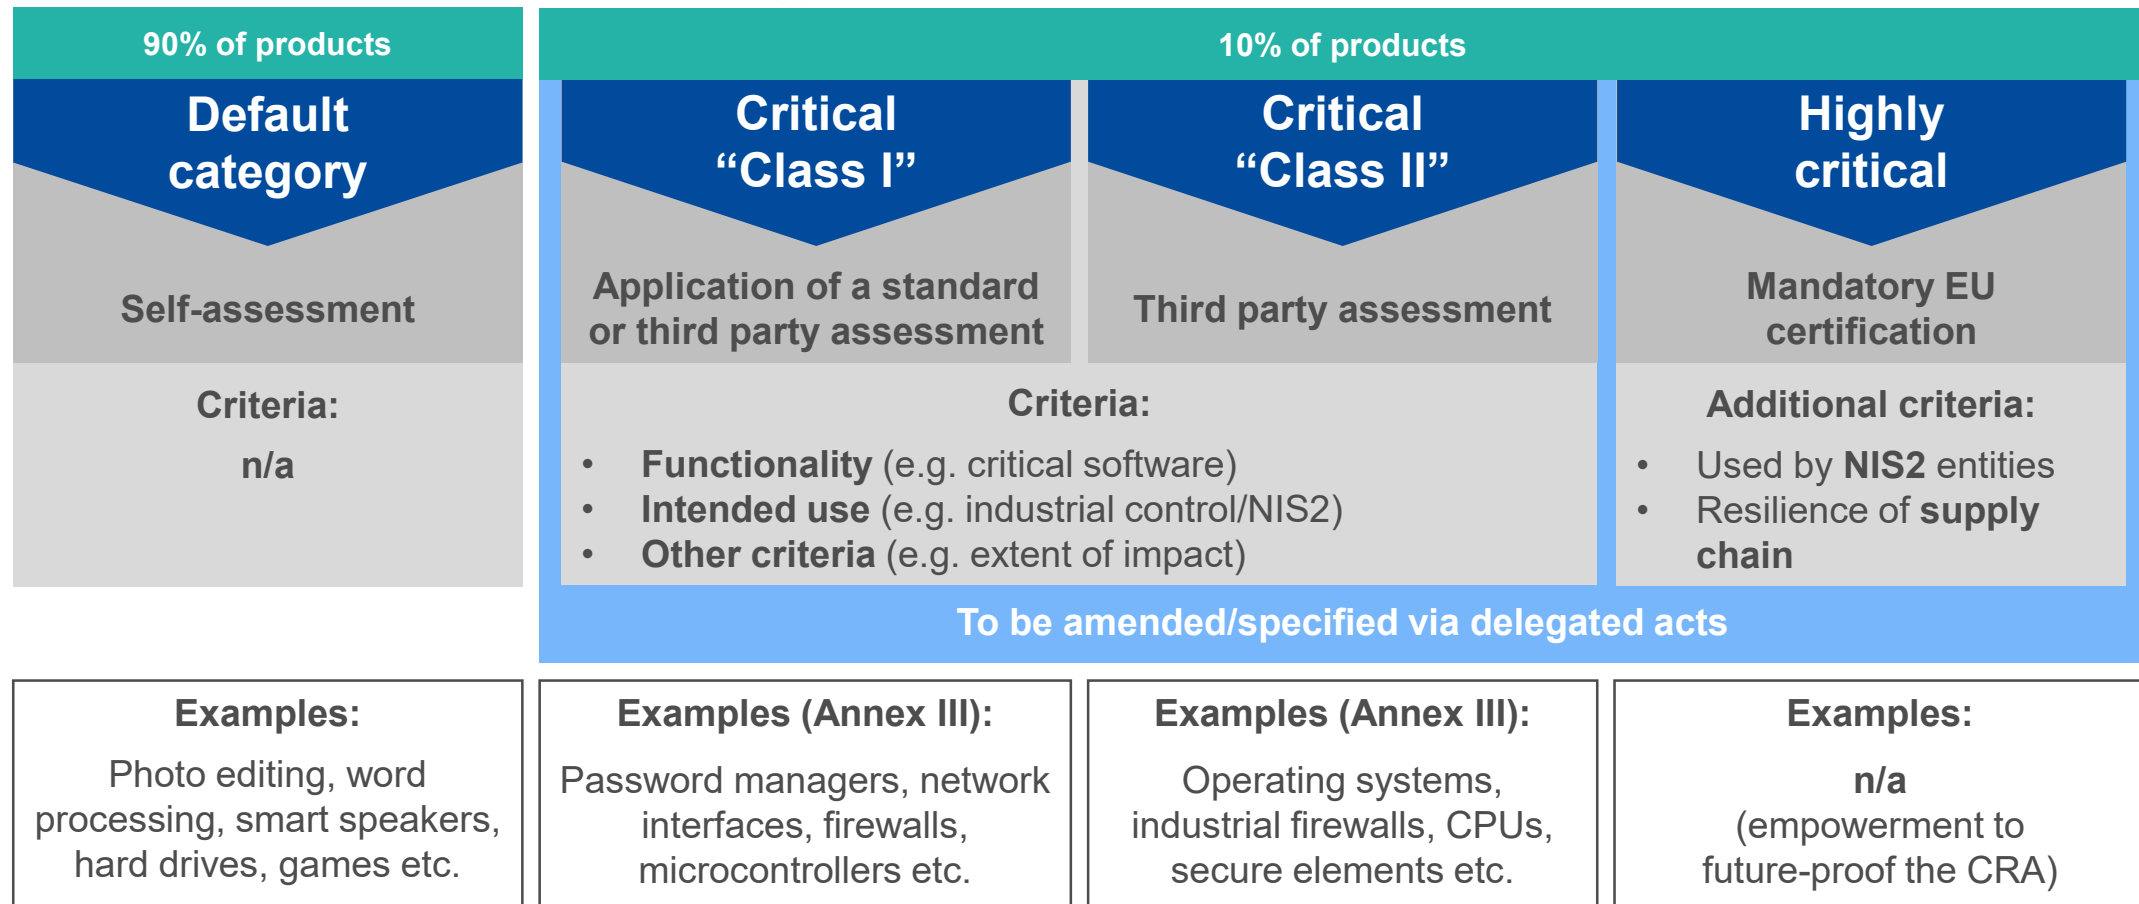 90% of products
10% of products
Default
category
Critical
“Class I”
Critical
“Class II”
Highly
critical
Self-assessment
Application of a standard
or third party assessment
Third party assessment
Mandatory EU
certification
Criteria:
n/a
Criteria:
• Functionality (e.g. critical software)
• Intended use (e.g. industrial control/NIS2)
• Other criteria (e.g. extent of impact)
Additional criteria:
• Used by NIS2 entities
• Resilience of supply
chain
To be amended/specified via delegated acts
Examples:
Photo editing, word
processing, smart speakers,
hard drives, games etc.
Examples (Annex III):
Password managers, network
interfaces, firewalls,
microcontrollers etc.
Examples (Annex III):
Operating systems,
industrial firewalls, CPUs,
secure elements etc.
Examples:
n/a
(empowerment to
future-proof the CRA)